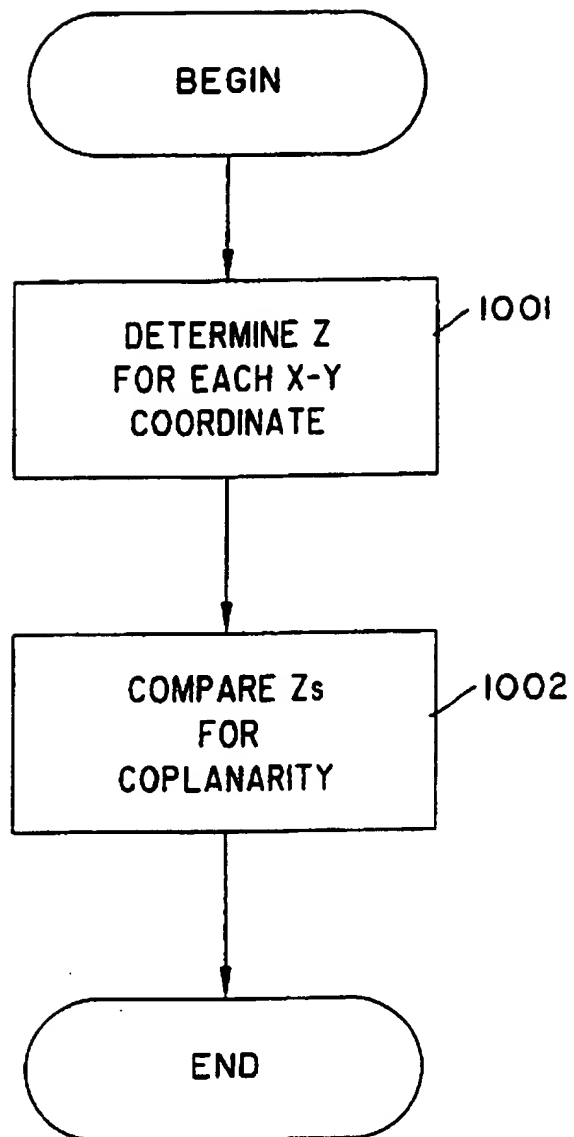 BEGIN
DETERMINE Z
FOR EACH X-Y
COORDINATE
1001
COMPARE Zs
FOR
COPLANARITY
1002
END